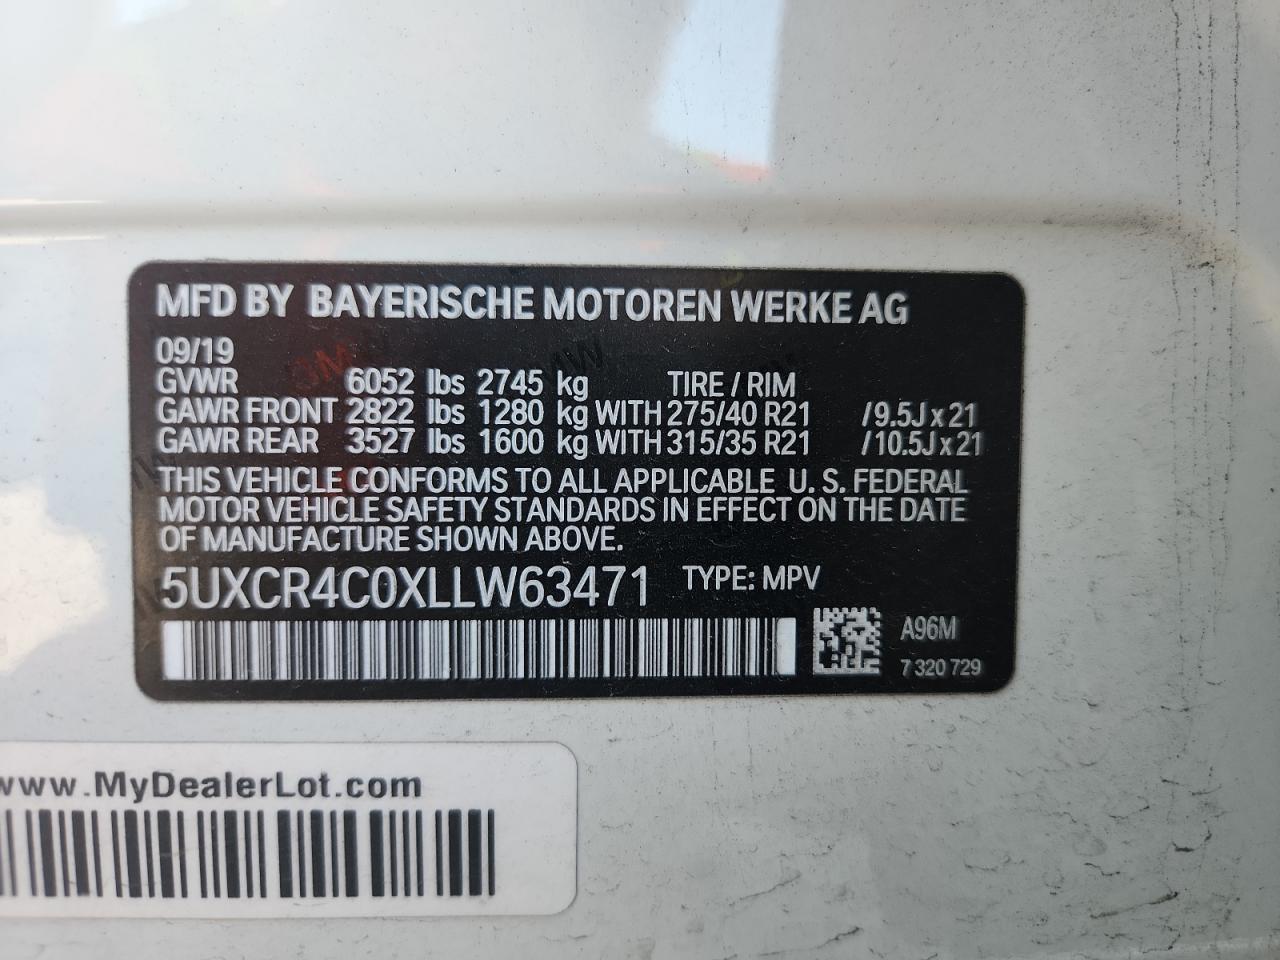 MFD BY BAYERISCHE MOTOREN WERKE AG
09/19
GVWR 6052 lbs 2745 kg TIRE / RIM
GAWR FRONT 2822 lbs 1280 kg WITH 275/40 R21 /9.5J x 21
GAWR REAR 3527 lbs 1600 kg WITH 315/35 R21 /10.5J x 21
THIS VEHICLE CONFORMS TO ALL APPLICABLE U. S. FEDERAL
MOTOR VEHICLE SAFETY STANDARDS IN EFFECT ON THE DATE
OF MANUFACTURE SHOWN ABOVE.
5UXCR4C0XLLW63471 TYPE: MPV
A96M
7 320 729
www.MyDealerLot.com